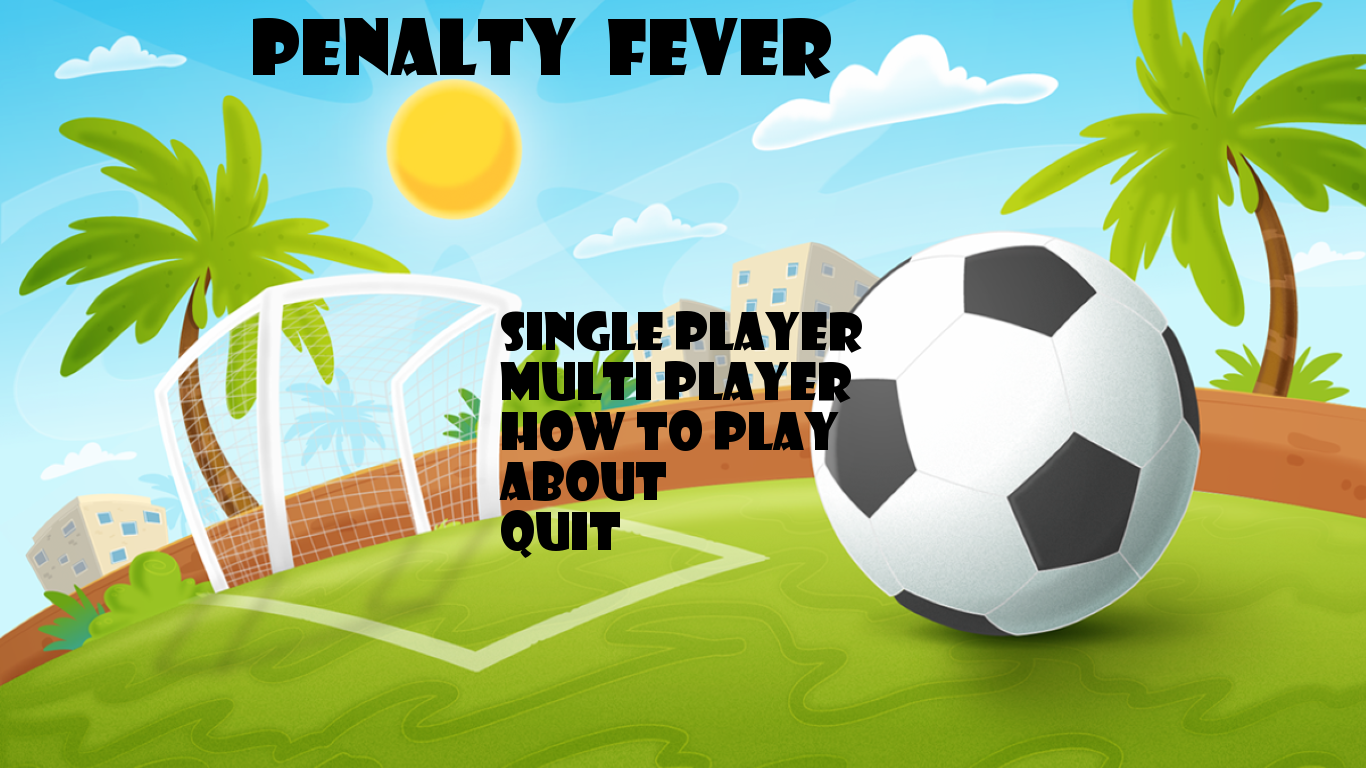 PENALTY FEVER
SINGLE PLAYER
MULTI PLAYER
HOW TO PLAY
ABOUT
QUIT